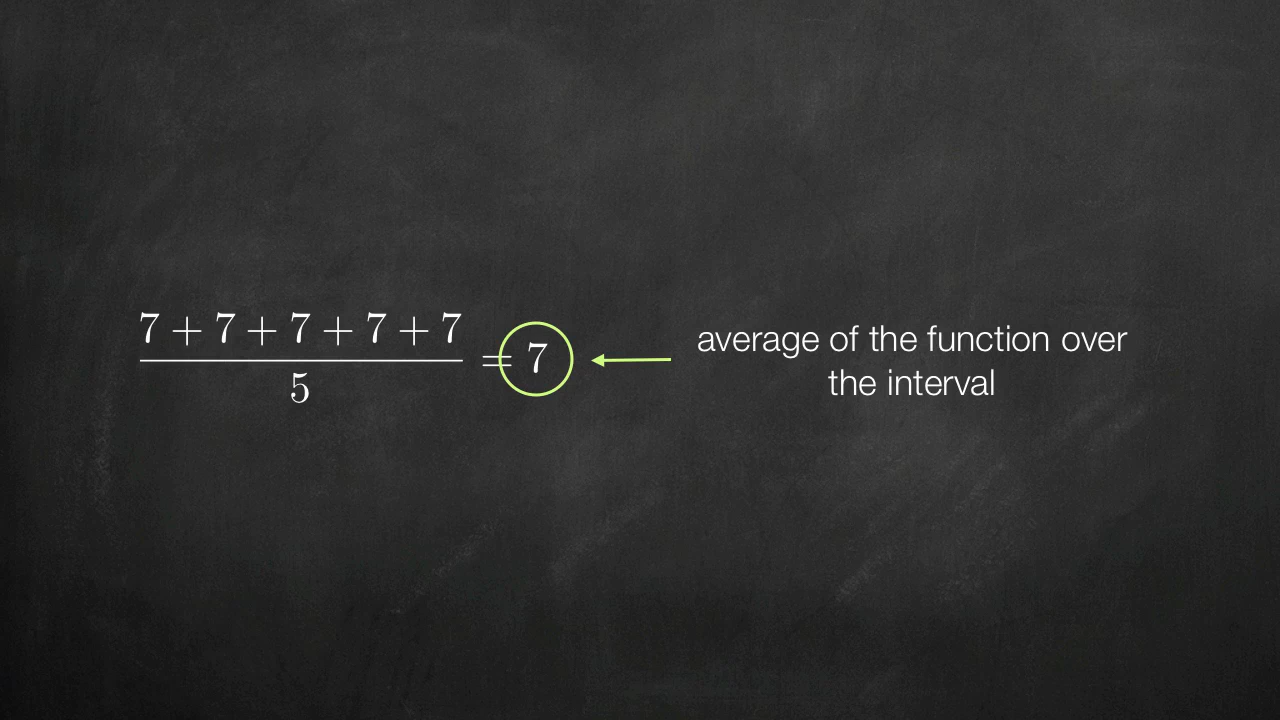 7 + 7 + 7 + 7 + 7
5
= 7
average of the function over
the interval